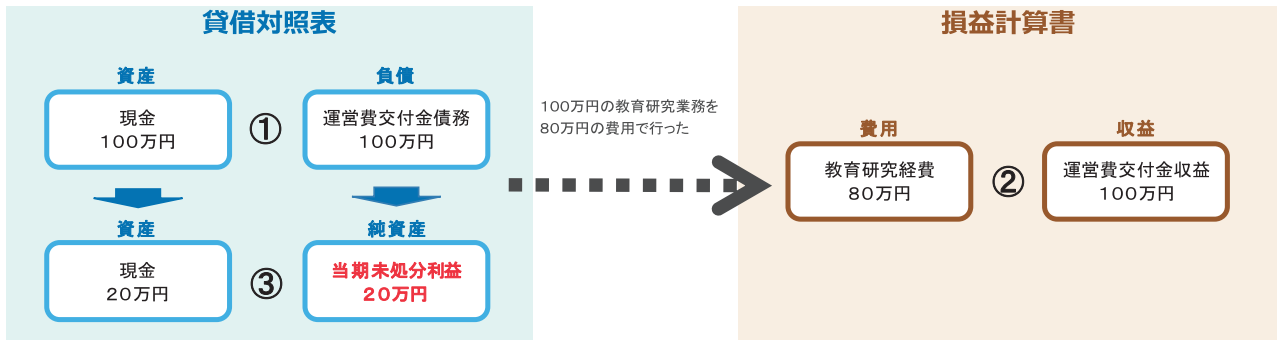 貸借対照表
資産
現金
100万円
①
負債
運営費交付金債務
100万円
資産
現金
20万円
③
純資産
当期未処分利益
20万円
100万円の教育研究業務を
80万円の費用で行った
損益計算書
費用
教育研究経費
80万円
②
収益
運営費交付金収益
100万円